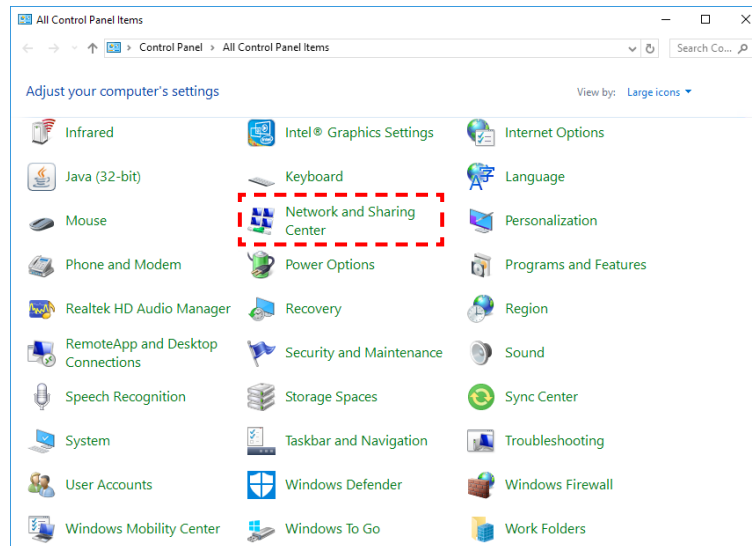 All Control Panel Items
Control Panel > All Control Panel Items
Search Co...
Adjust your computer's settings
View by: Large icons
Infrared
Intel® Graphics Settings
Internet Options
Java (32-bit)
Keyboard
Language
Mouse
Network and Sharing
Center
Personalization
Phone and Modem
Power Options
Programs and Features
Realtek HD Audio Manager
Recovery
Region
RemoteApp and Desktop
Connections
Security and Maintenance
Sound
Speech Recognition
Storage Spaces
Sync Center
System
Taskbar and Navigation
Troubleshooting
User Accounts
Windows Defender
Windows Firewall
Windows Mobility Center
Windows To Go
Work Folders